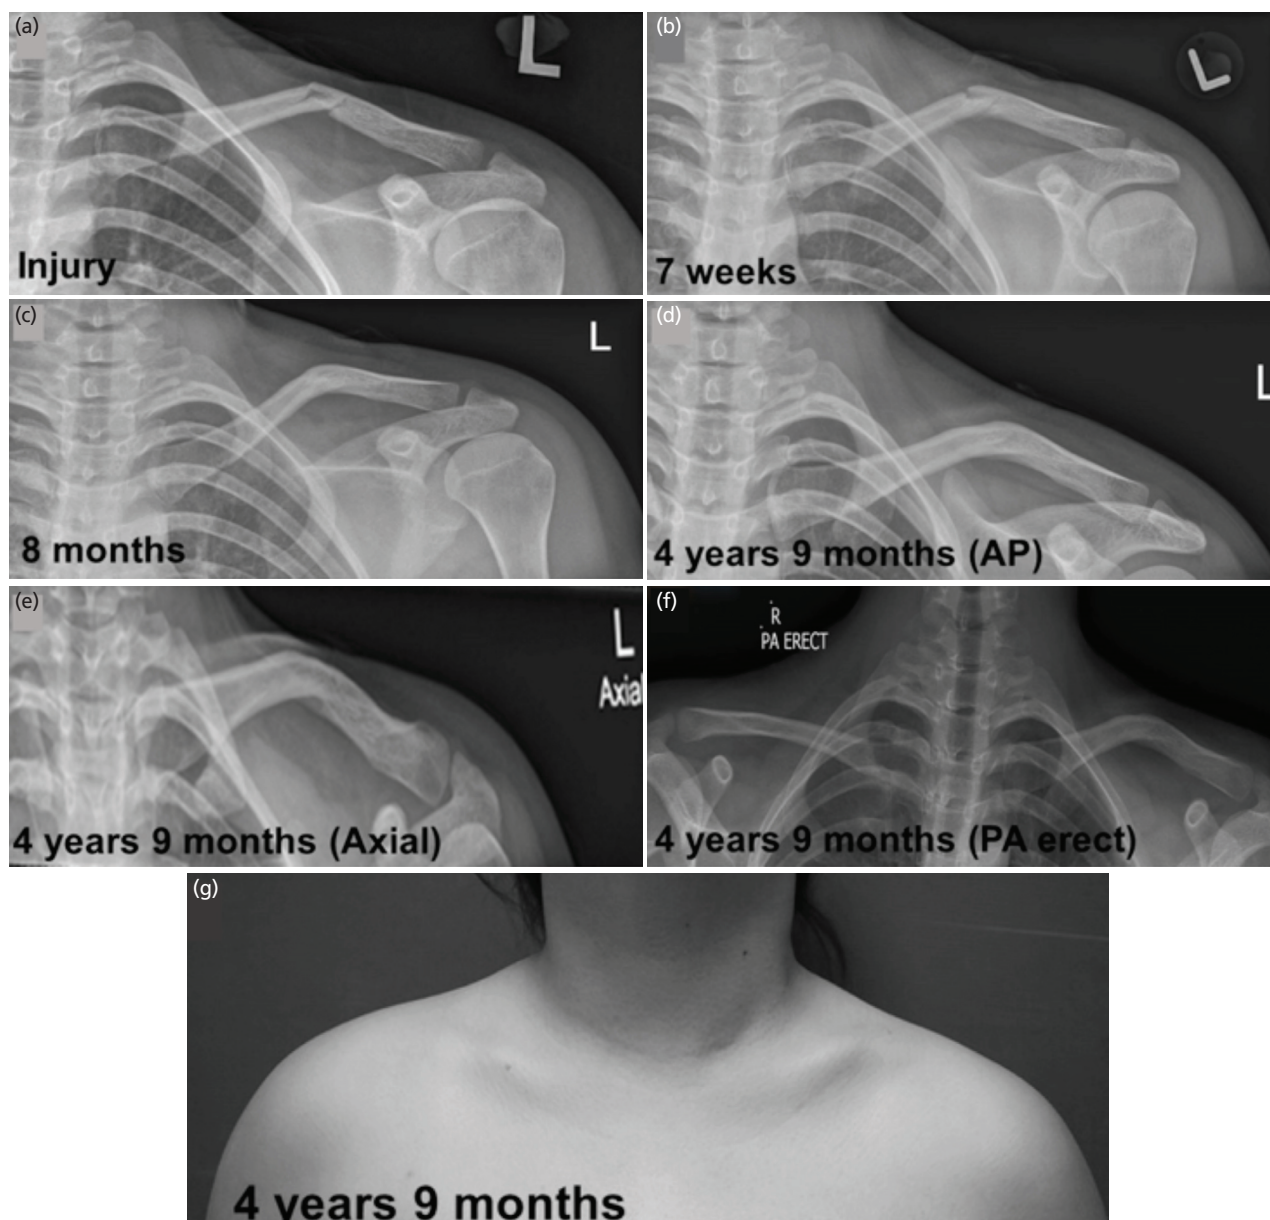 (a)
L
Injury
(b)
L
7 weeks
(c)
L
8 months
(d)
L
4 years 9 months (AP)
(e)
L
Axial
4 years 9 months (Axial)
(f)
R
PA ERECT
4 years 9 months (PA erect)
(g)
4 years 9 months